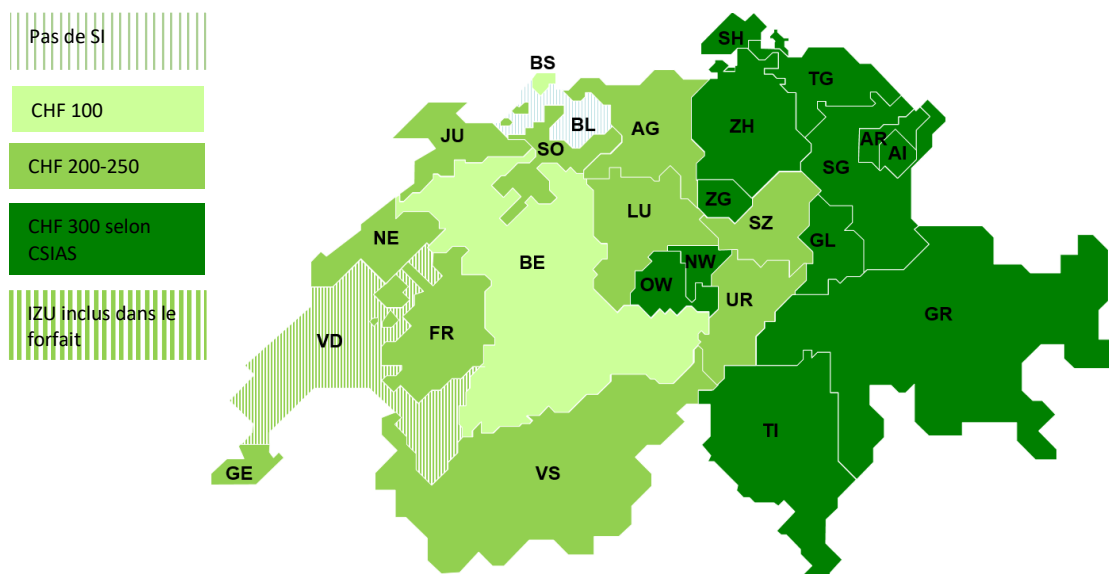 Pas de SI
CHF 100
CHF 200-250
CHF 300 selon
CSIAS
IZU inclus dans le
forfait
SH
BS
TG
BL
AG
ZH
JU
AR
SO
AI
SG
ZG
LU
SZ
NE
GL
NW
BE
OW
UR
GR
FR
VD
TI
GE
VS